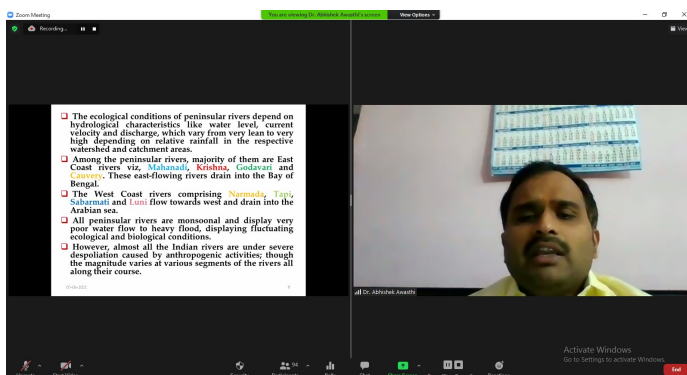 Zoom Meeting
You are viewing Dr. Abhishek Awasthi's screen
View Options
Recording...
View
❑ The ecological conditions of peninsular rivers depend on
hydrological characteristics like water level, current
velocity and discharge, which vary from very lean to very
high depending on relative rainfall in the respective
watershed and catchment areas.
❑ Among the peninsular rivers, majority of them are East
Coast rivers viz, Mahanadi, Krishna, Godavari and
Cauvery. These east-flowing rivers drain into the Bay of
Bengal.
❑ The West Coast rivers comprising Narmada, Tapi,
Sabarmati and Luni flow towards west and drain into the
Arabian sea.
❑ All peninsular rivers are monsoonal and display very
poor water flow to heavy flood, displaying fluctuating
ecological and biological conditions.
❑ However, almost all the Indian rivers are under severe
despoliation caused by anthropogenic activities; though
the magnitude varies at various segments of the rivers all
along their course.
Dr. Abhishek Awasthi
Activate Windows
Go to Settings to activate Windows.
94
End